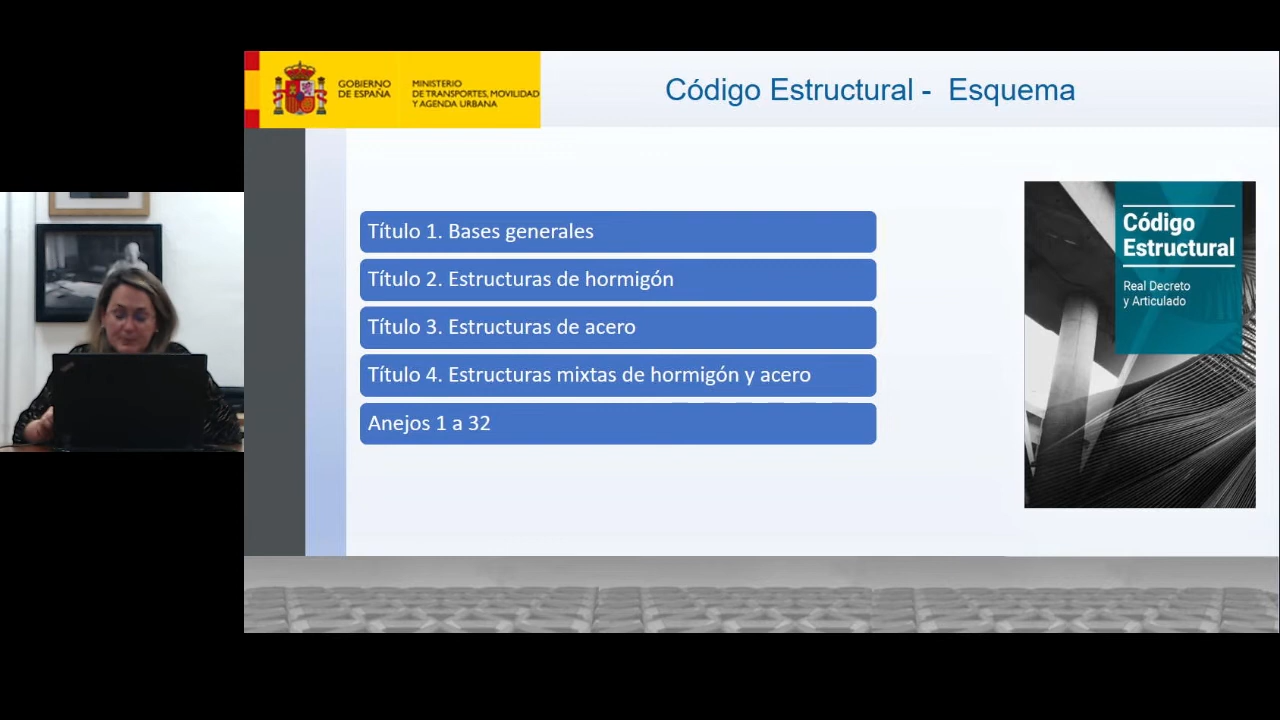 GOBIERNO
DE ESPAÑA
MINISTERIO
DE TRANSPORTES, MOVILIDAD
Y AGENDA URBANA
Código Estructural - Esquema
Título 1. Bases generales
Título 2. Estructuras de hormigón
Título 3. Estructuras de acero
Título 4. Estructuras mixtas de hormigón y acero
Anejos 1 a 32
Código
Estructural
Real Decreto
y Articulado